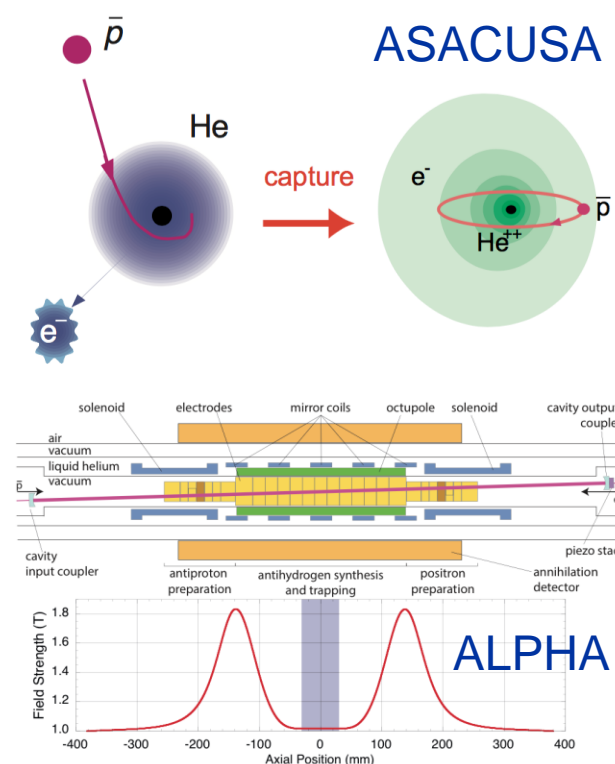 p̄
ASACUSA
He
capture
e⁻
p̄
He⁺⁺
e⁻
solenoid electrodes mirror coils octupole solenoid cavity output
coupler
air
vacuum
liquid helium
vacuum
p̄
cavity
input coupler
piezo stack
antiproton
preparation
antihydrogen synthesis
and trapping
positron
preparation
annihilation
detector
ALPHA
Field Strength (T)
1.8
1.6
1.4
1.2
1.0
-400 -300 -200 -100 0 100 200 300 400
Axial Position (mm)